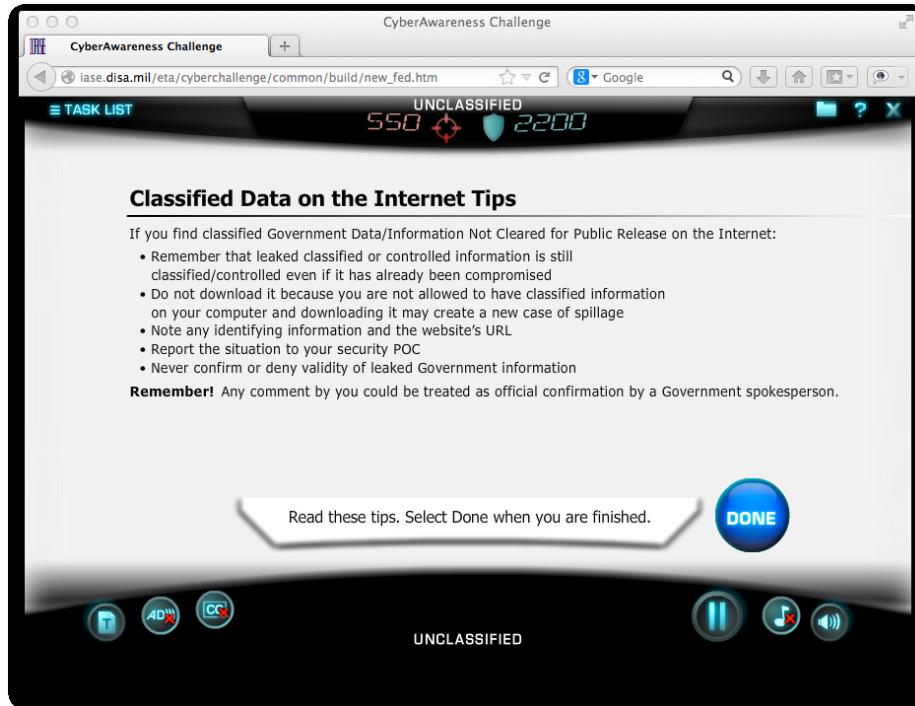 CyberAwareness Challenge
CyberAwareness Challenge
iase.disa.mil/eta/cyberchallenge/common/build/new_fed.htm
Google
TASK LIST
UNCLASSIFIED
550
2200
?
X
Classified Data on the Internet Tips
If you find classified Government Data/Information Not Cleared for Public Release on the Internet:
• Remember that leaked classified or controlled information is still
classified/controlled even if it has already been compromised
• Do not download it because you are not allowed to have classified information
on your computer and downloading it may create a new case of spillage
• Note any identifying information and the website's URL
• Report the situation to your security POC
• Never confirm or deny validity of leaked Government information
Remember! Any comment by you could be treated as official confirmation by a Government spokesperson.
Read these tips. Select Done when you are finished.
DONE
T
AD
CC
UNCLASSIFIED